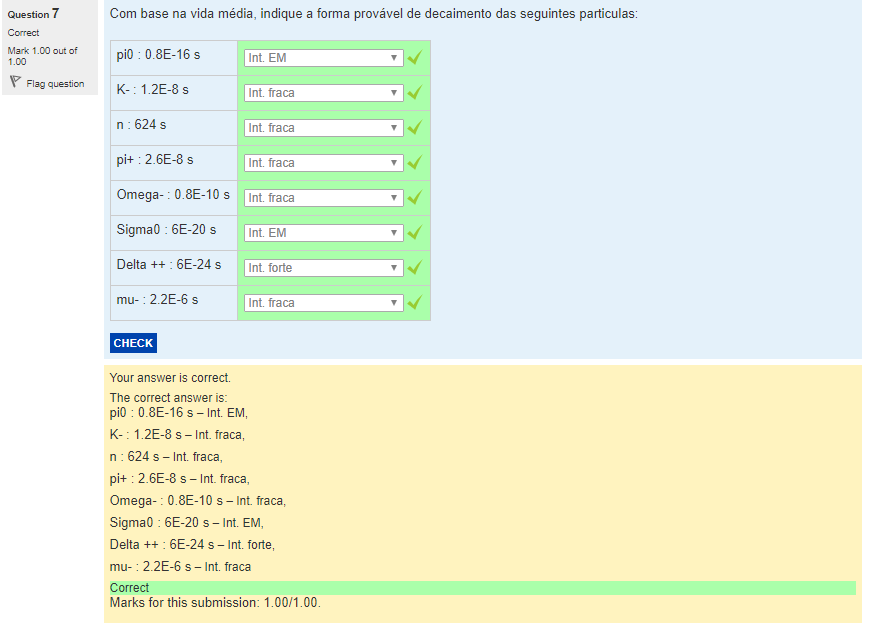 Question 7
Correct
Mark 1.00 out of
1.00
Flag question
Com base na vida média, indique a forma provável de decaimento das seguintes particulas:
pi0 : 0.8E-16 s Int. EM
K- : 1.2E-8 s Int. fraca
n : 624 s Int. fraca
pi+ : 2.6E-8 s Int. fraca
Omega- : 0.8E-10 s Int. fraca
Sigma0 : 6E-20 s Int. EM
Delta ++ : 6E-24 s Int. forte
mu- : 2.2E-6 s Int. fraca
CHECK
Your answer is correct.
The correct answer is:
pi0 : 0.8E-16 s – Int. EM,
K- : 1.2E-8 s – Int. fraca,
n : 624 s – Int. fraca,
pi+ : 2.6E-8 s – Int. fraca,
Omega- : 0.8E-10 s – Int. fraca,
Sigma0 : 6E-20 s – Int. EM,
Delta ++ : 6E-24 s – Int. forte,
mu- : 2.2E-6 s – Int. fraca
Correct
Marks for this submission: 1.00/1.00.